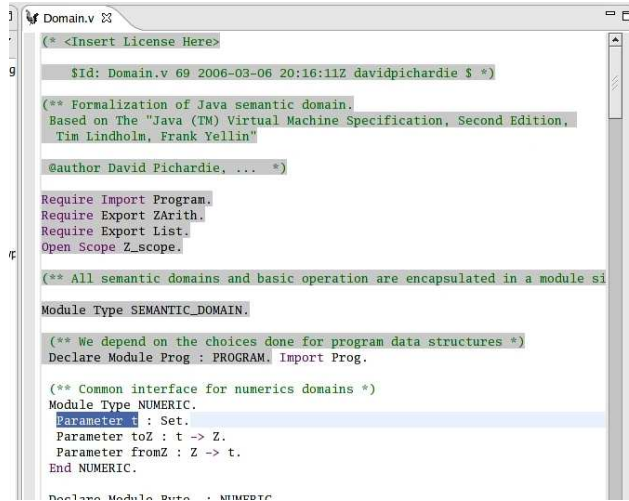 Domain.v
(* <Insert License Here>
$Id: Domain.v 69 2006-03-06 20:16:11Z davidpichardie $ *)
(** Formalization of Java semantic domain.
Based on The "Java (TM) Virtual Machine Specification, Second Edition,
Tim Lindholm, Frank Yellin"
@author David Pichardie, ... *)
Require Import Program.
Require Export ZArith.
Require Export List.
Open Scope Z_scope.
(** All semantic domains and basic operation are encapsulated in a module si
Module Type SEMANTIC_DOMAIN.
(** We depend on the choices done for program data structures *)
Declare Module Prog : PROGRAM. Import Prog.
(** Common interface for numerics domains *)
Module Type NUMERIC.
Parameter t : Set.
Parameter toZ : t -> Z.
Parameter fromZ : Z -> t.
End NUMERIC.
Declare Module Byte : NUMERIC